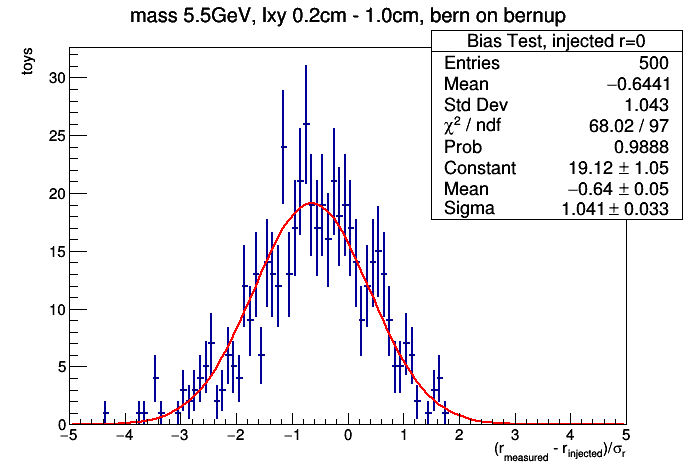 mass 5.5GeV, lxy 0.2cm - 1.0cm, bern on bernup
Bias Test, injected r=0
Entries 500
Mean −0.6441
Std Dev 1.043
χ² / ndf 68.02 / 97
Prob 0.9888
Constant 19.12 ± 1.05
Mean −0.64 ± 0.05
Sigma 1.041 ± 0.033
toys
30
25
20
15
10
5
0
−5 −4 −3 −2 −1 0 1 2 3 4 5
(r_measured - r_injected)/σ_r